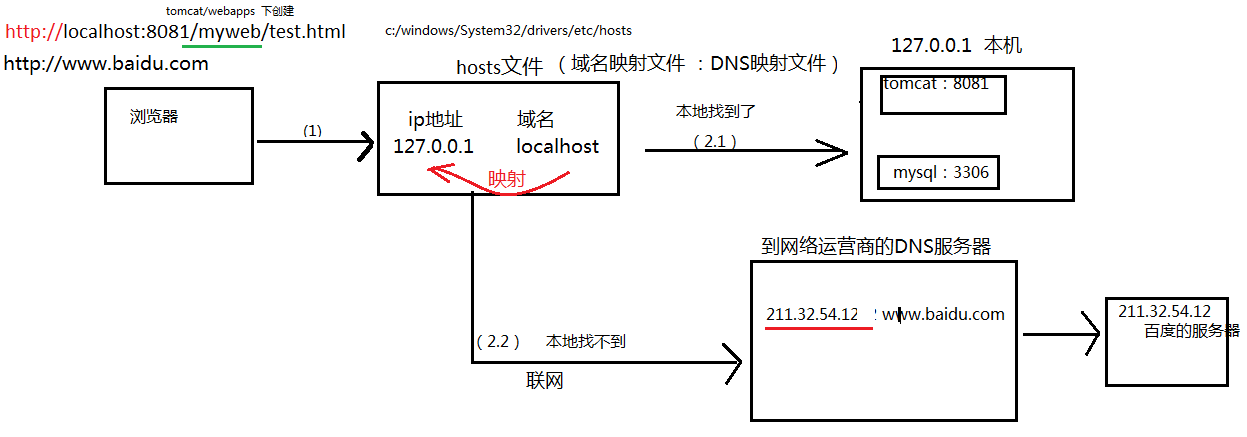 tomcat/webapps 下创建
http://localhost:8081/myweb/test.html
c:/windows/System32/drivers/etc/hosts
http://www.baidu.com
hosts文件 （域名映射文件 ：DNS映射文件）
127.0.0.1 本机
浏览器
(1)
ip地址 域名
127.0.0.1 localhost
映射
本地找到了
（2.1）
tomcat：8081
mysql：3306
到网络运营商的DNS服务器
211.32.54.12 www.baidu.com
211.32.54.12
百度的服务器
（2.2） 本地找不到
联网